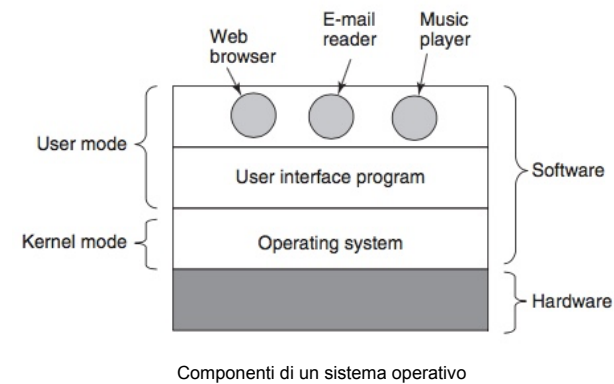 Web
browser
E-mail
reader
Music
player
User mode
User interface program
Software
Kernel mode
Operating system
Hardware
Componenti di un sistema operativo